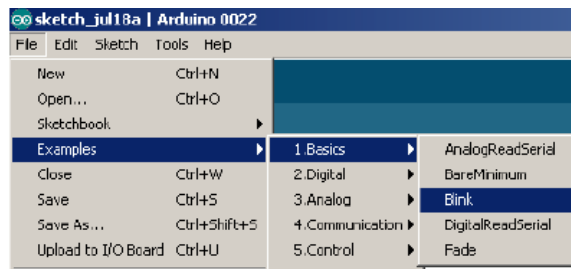 sketch_jul18a | Arduino 0022
File Edit Sketch Tools Help
New Ctrl+N
Open... Ctrl+O
Sketchbook
Examples 1.Basics AnalogReadSerial
Close Ctrl+W 2.Digital BareMinimum
Save Ctrl+S 3.Analog Blink
Save As... Ctrl+Shift+S 4.Communication DigitalReadSerial
Upload to I/O Board Ctrl+U 5.Control Fade